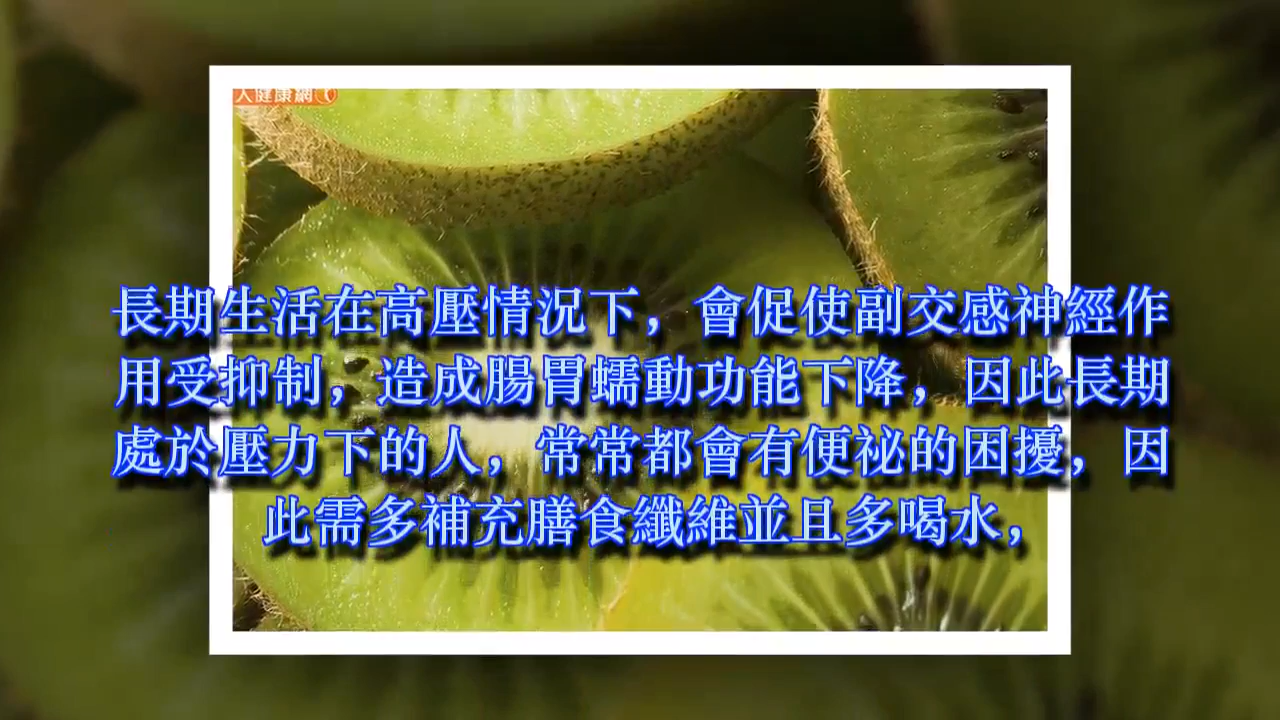 人健康網
長期生活在高壓情況下，會促使副交感神經作
用受抑制，造成腸胃蠕動功能下降，因此長期
處於壓力下的人，常常都會有便祕的困擾，因
此需多補充膳食纖維並且多喝水，